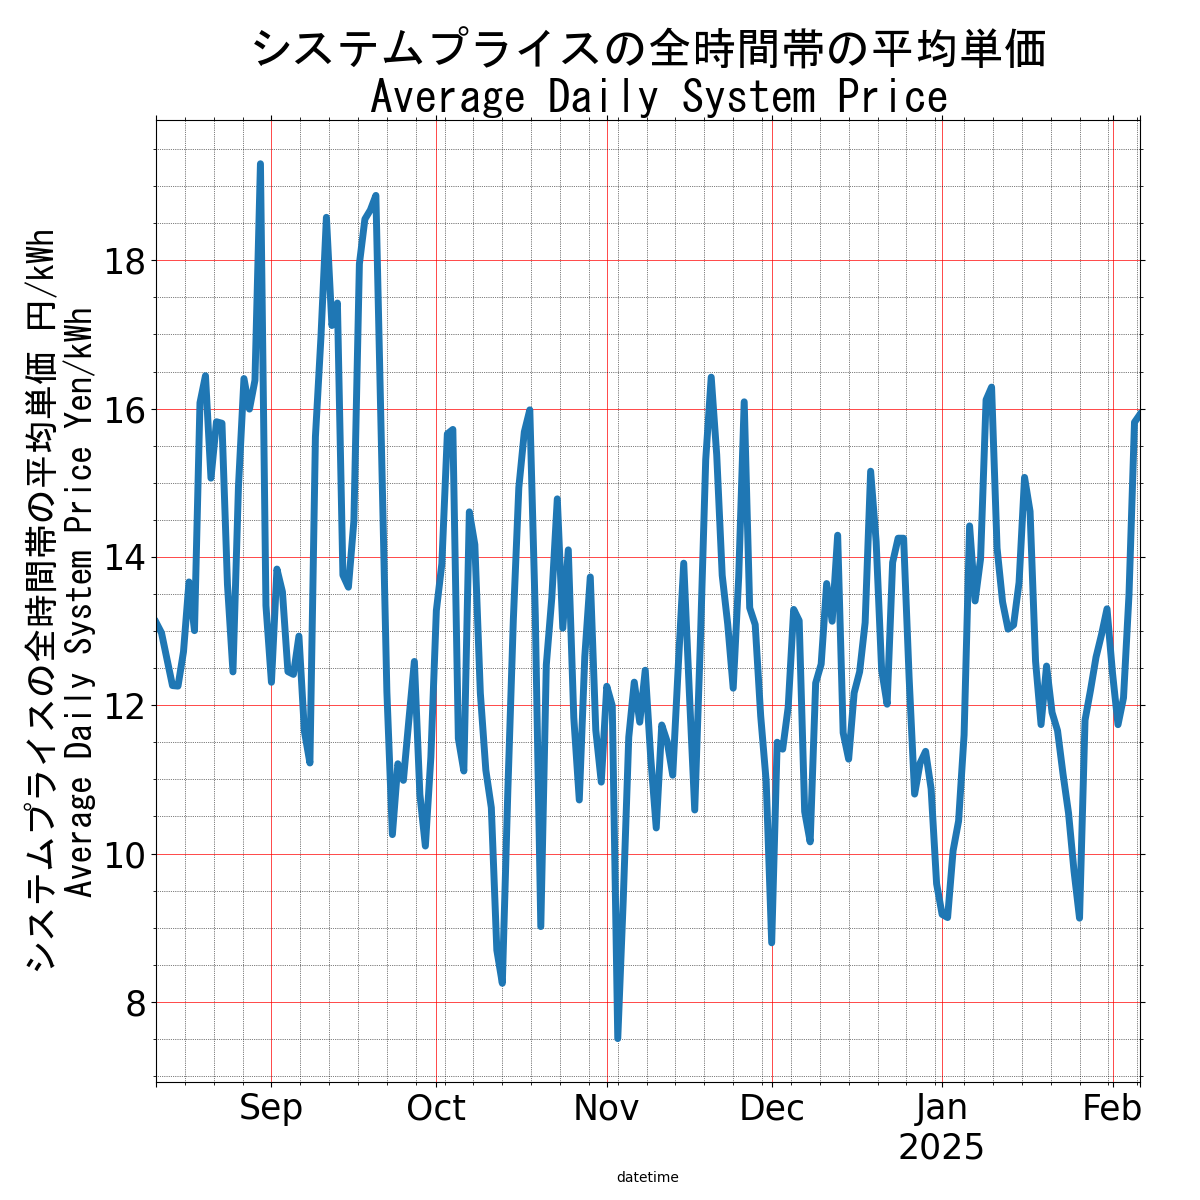 システムプライスの全時間帯の平均単価
Average Daily System Price
システムプライスの全時間帯の平均単価 円/kWh
Average Daily System Price Yen/kWh
18
16
14
12
10
8
Sep
Oct
Nov
Dec
Jan
2025
Feb
datetime